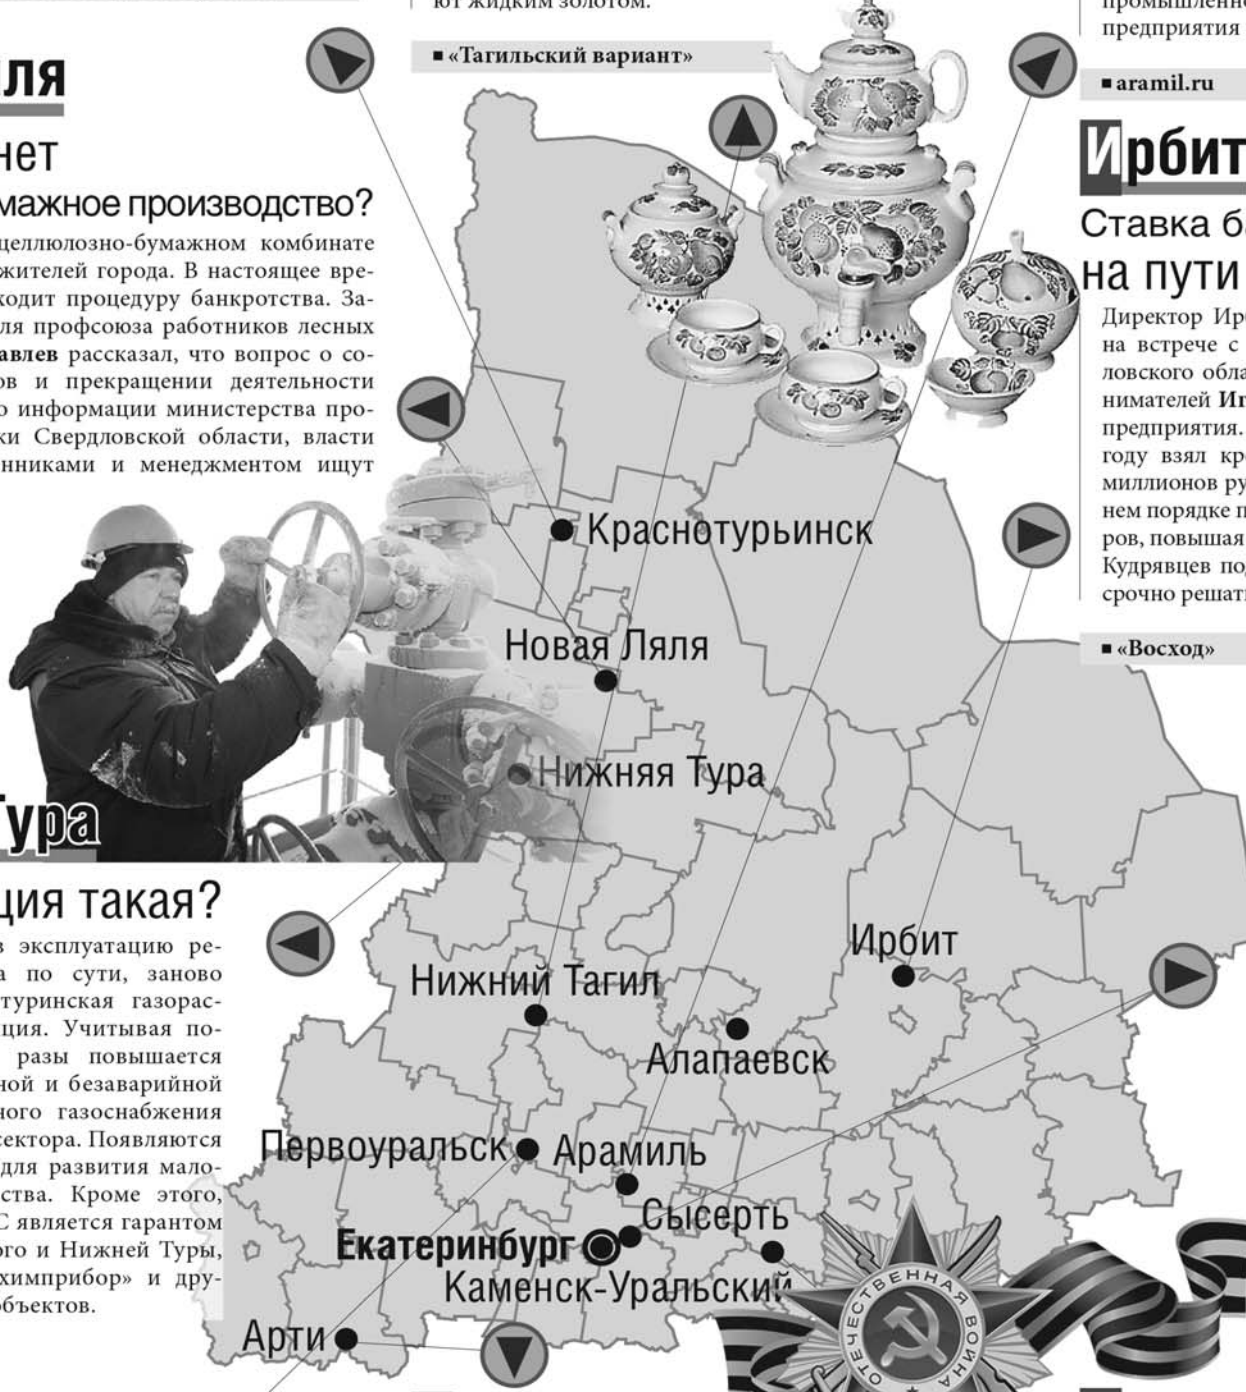 ют жидким золотом.
■ «Тагильский вариант»
ля
нет
мажное производство?
целлюлозно-бумажном комбинате
жителей города. В настоящее вре-
ходит процедуру банкротства. За-
ля профсоюза работников лесных
авлев рассказал, что вопрос о со-
ов и прекращении деятельности
о информации министерства про-
ки Свердловской области, власти
нниками и менеджментом ищут
Тура
ция такая?
в эксплуатацию ре-
а по сути, заново
туринская газорас-
ция. Учитывая по-
разы повышается
ной и безаварийной
ного газоснабжения
сектора. Появляются
для развития мало-
ства. Кроме этого,
С является гарантом
ого и Нижней Туры,
химприбор» и дру-
объектов.
Краснотурьинск
Новая Ляля
Нижняя Тура
Ирбит
Нижний Тагил
Алапаевск
Первоуральск
Арамиль
Сысерть
Екатеринбург
Каменск-Уральский
Арти
ОТЕЧЕСТВЕННАЯ ВОЙНА
промышленно
предприятия
■ aramil.ru
Ирбит
Ставка ба
на пути
Директор Ирб
на встрече с
ловского обла
нимателей Иг
предприятия.
году взял кре
миллионов ру
нем порядке п
ров, повышая
Кудрявцев под
срочно решать
■ «Восход»